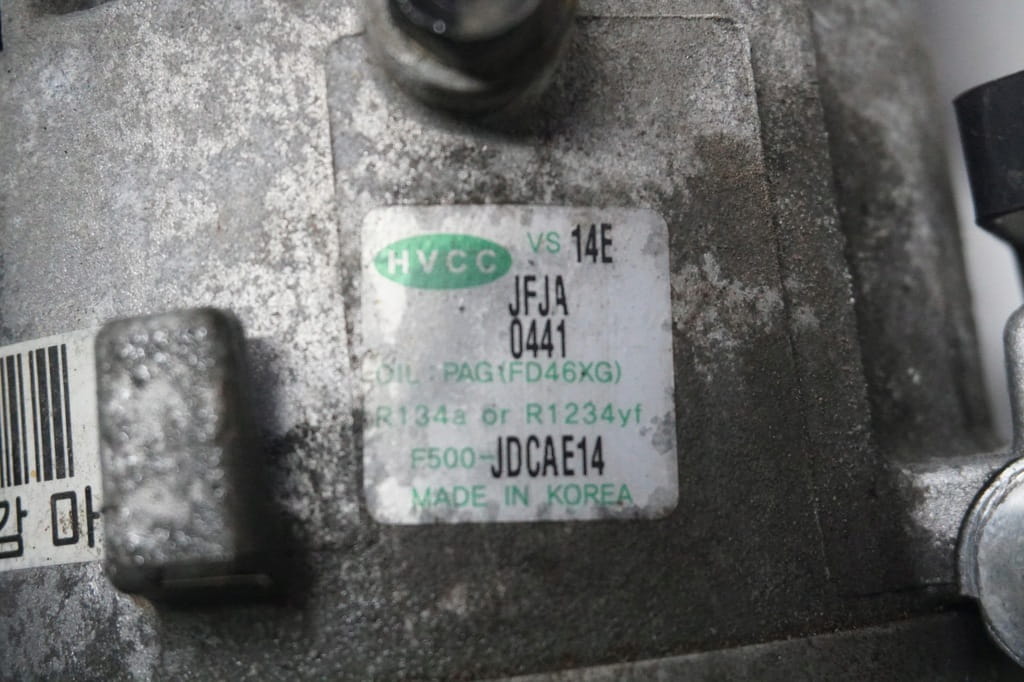 HVCC VS 14E
JFJA
0441
OIL : PAG(FD46XG)
R134a or R1234yf
F500-JDCAE14
MADE IN KOREA
감 마